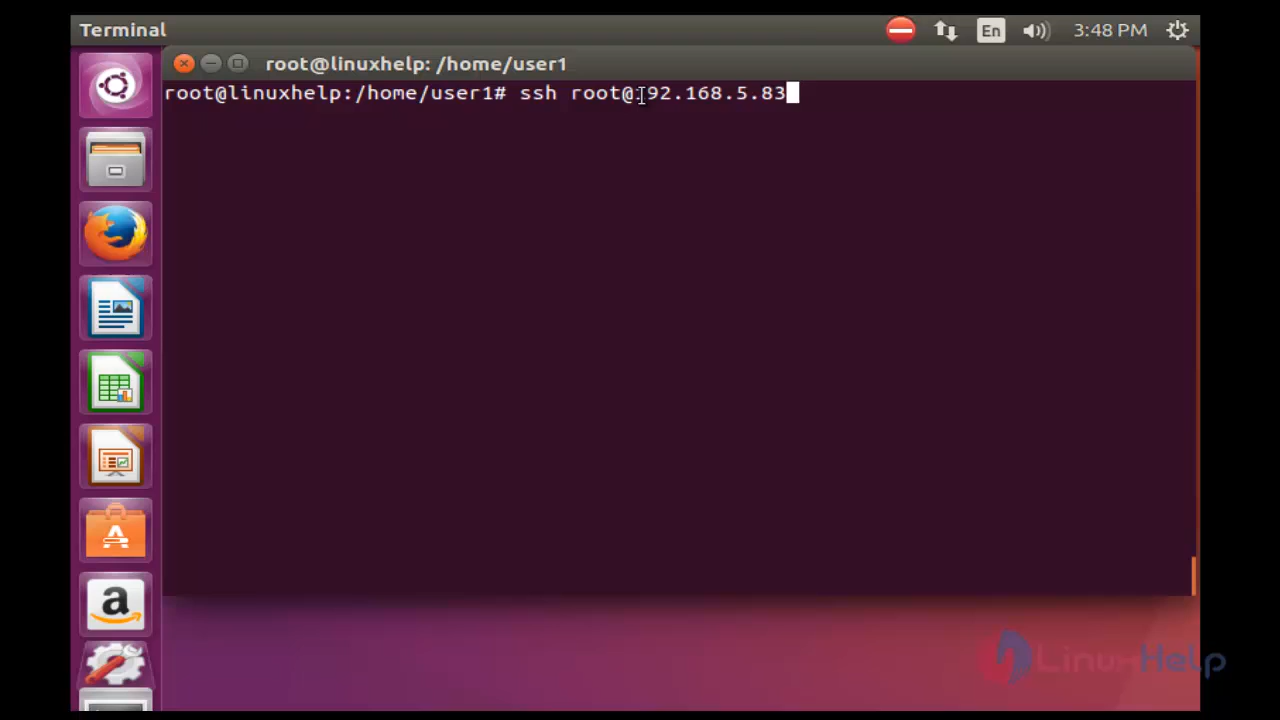 Terminal
En
3:48 PM
root@linuxhelp: /home/user1
root@linuxhelp:/home/user1# ssh root@192.168.5.83
LinuxHelp